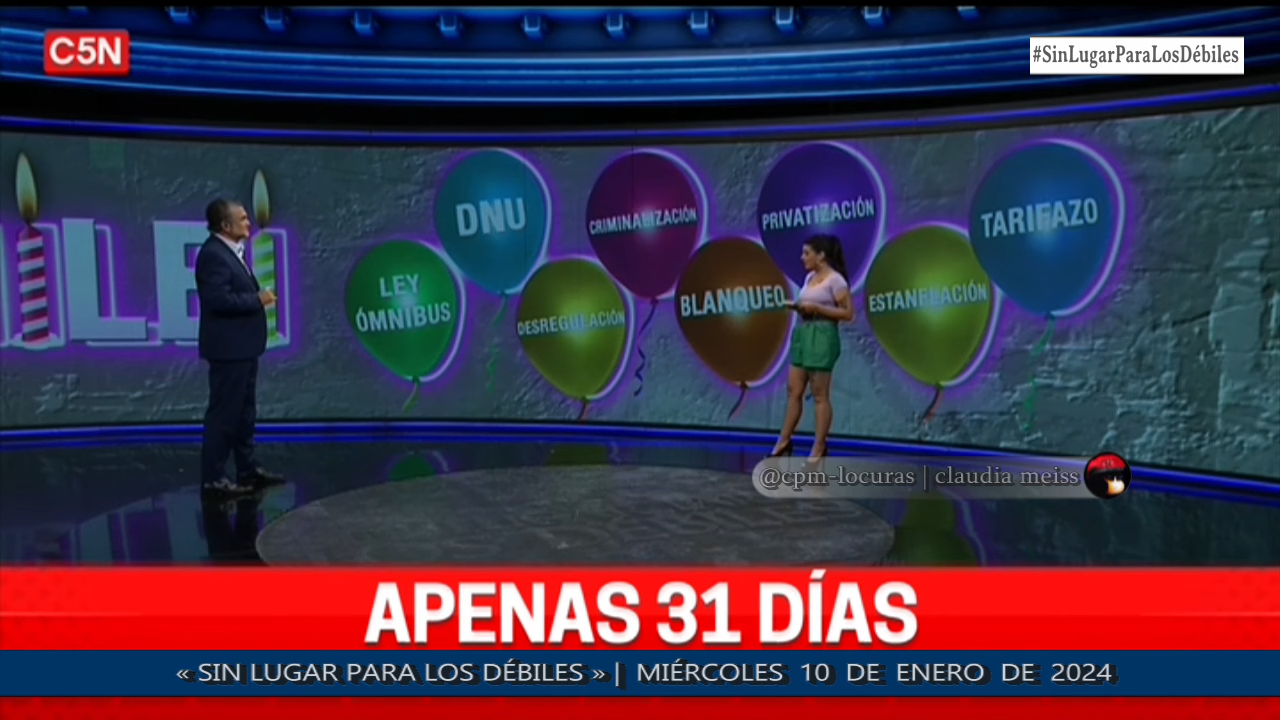 C5N
#SinLugarParaLosDébiles
LEI
DNU
CRIMINALIZACIÓN
PRIVATIZACIÓN
TARIFAZO
LEY
ÓMNIBUS
DESREGULACIÓN
BLANQUEO
ESTANFLACIÓN
@cpm-locuras | claudia meiss
APENAS 31 DÍAS
« SIN LUGAR PARA LOS DÉBILES » | MIÉRCOLES 10 DE ENERO DE 2024